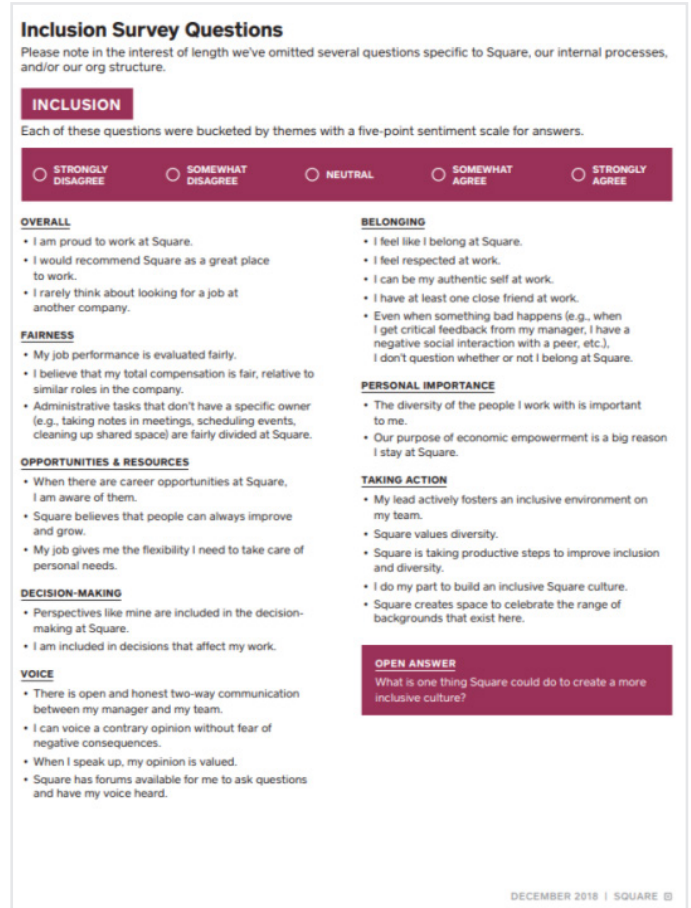 Inclusion Survey Questions
Please note in the interest of length we've omitted several questions specific to Square, our internal processes,
and/or our org structure.
INCLUSION
Each of these questions were bucketed by themes with a five-point sentiment scale for answers.
STRONGLY
DISAGREE
SOMEWHAT
DISAGREE
NEUTRAL
SOMEWHAT
AGREE
STRONGLY
AGREE
OVERALL
• I am proud to work at Square.
• I would recommend Square as a great place
to work.
• I rarely think about looking for a job at
another company.
FAIRNESS
• My job performance is evaluated fairly.
• I believe that my total compensation is fair, relative to
similar roles in the company.
• Administrative tasks that don't have a specific owner
(e.g., taking notes in meetings, scheduling events,
cleaning up shared space) are fairly divided at Square.
OPPORTUNITIES & RESOURCES
• When there are career opportunities at Square,
I am aware of them.
• Square believes that people can always improve
and grow.
• My job gives me the flexibility I need to take care of
personal needs.
DECISION-MAKING
• Perspectives like mine are included in the decision-
making at Square.
• I am included in decisions that affect my work.
VOICE
• There is open and honest two-way communication
between my manager and my team.
• I can voice a contrary opinion without fear of
negative consequences.
• When I speak up, my opinion is valued.
• Square has forums available for me to ask questions
and have my voice heard.
BELONGING
• I feel like I belong at Square.
• I feel respected at work.
• I can be my authentic self at work.
• I have at least one close friend at work.
• Even when something bad happens (e.g., when
I get critical feedback from my manager, I have a
negative social interaction with a peer, etc.),
I don't question whether or not I belong at Square.
PERSONAL IMPORTANCE
• The diversity of the people I work with is important
to me.
• Our purpose of economic empowerment is a big reason
I stay at Square.
TAKING ACTION
• My lead actively fosters an inclusive environment on
my team.
• Square values diversity.
• Square is taking productive steps to improve inclusion
and diversity.
• I do my part to build an inclusive Square culture.
• Square creates space to celebrate the range of
backgrounds that exist here.
OPEN ANSWER
What is one thing Square could do to create a more
inclusive culture?
DECEMBER 2018 | SQUARE